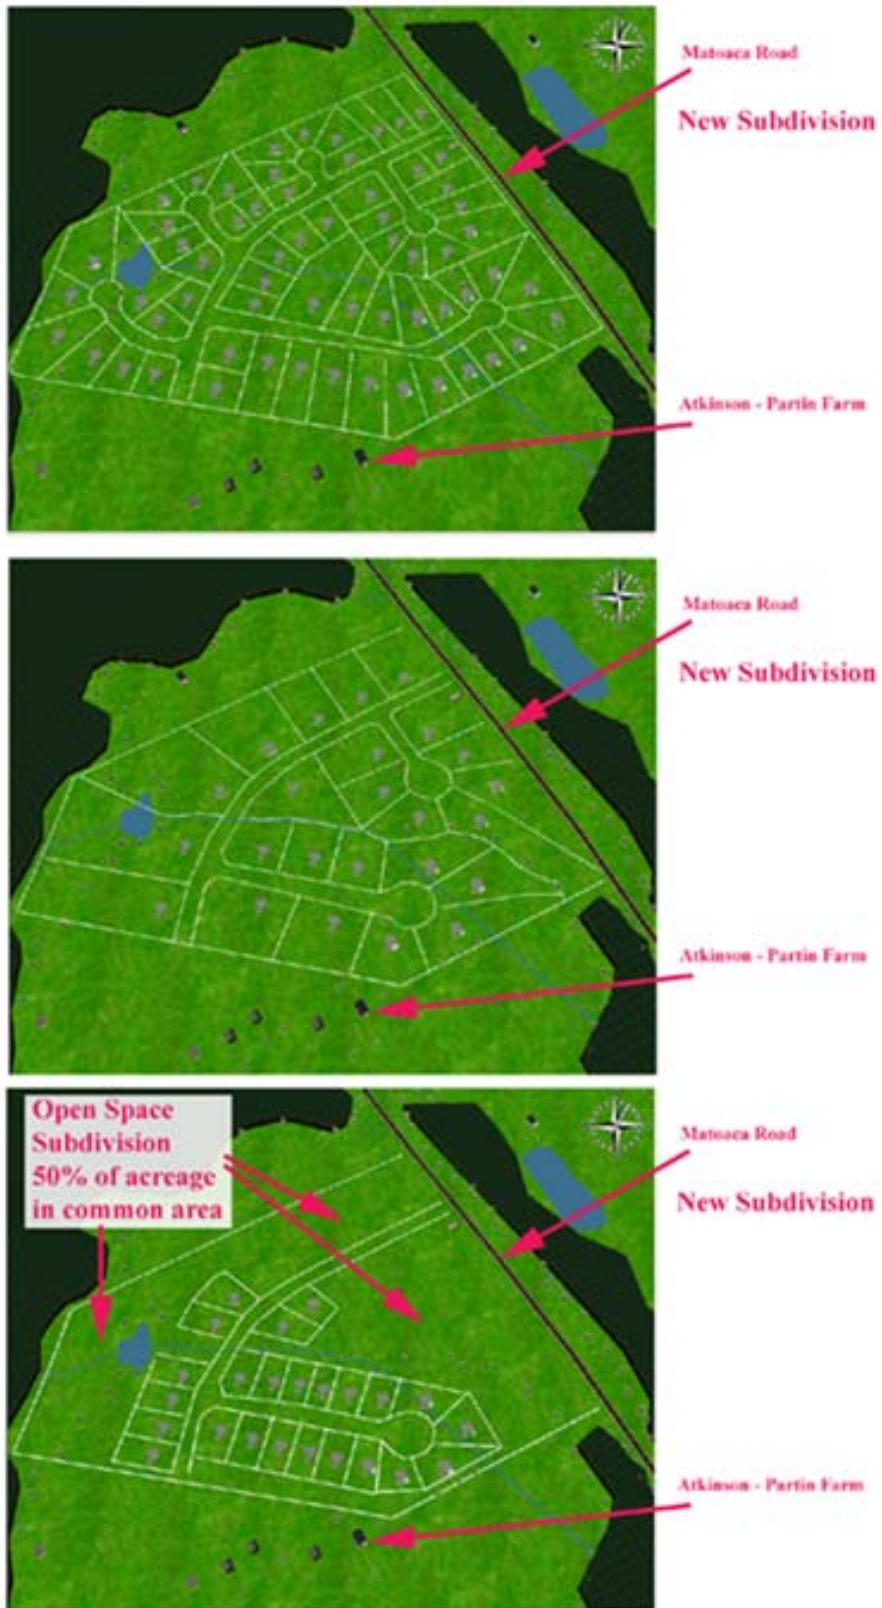 Matoaca Road
New Subdivision
Atkinson - Partin Farm
Matoaca Road
New Subdivision
Atkinson - Partin Farm
Open Space
Subdivision
50% of acreage
in common area
Matoaca Road
New Subdivision
Atkinson - Partin Farm